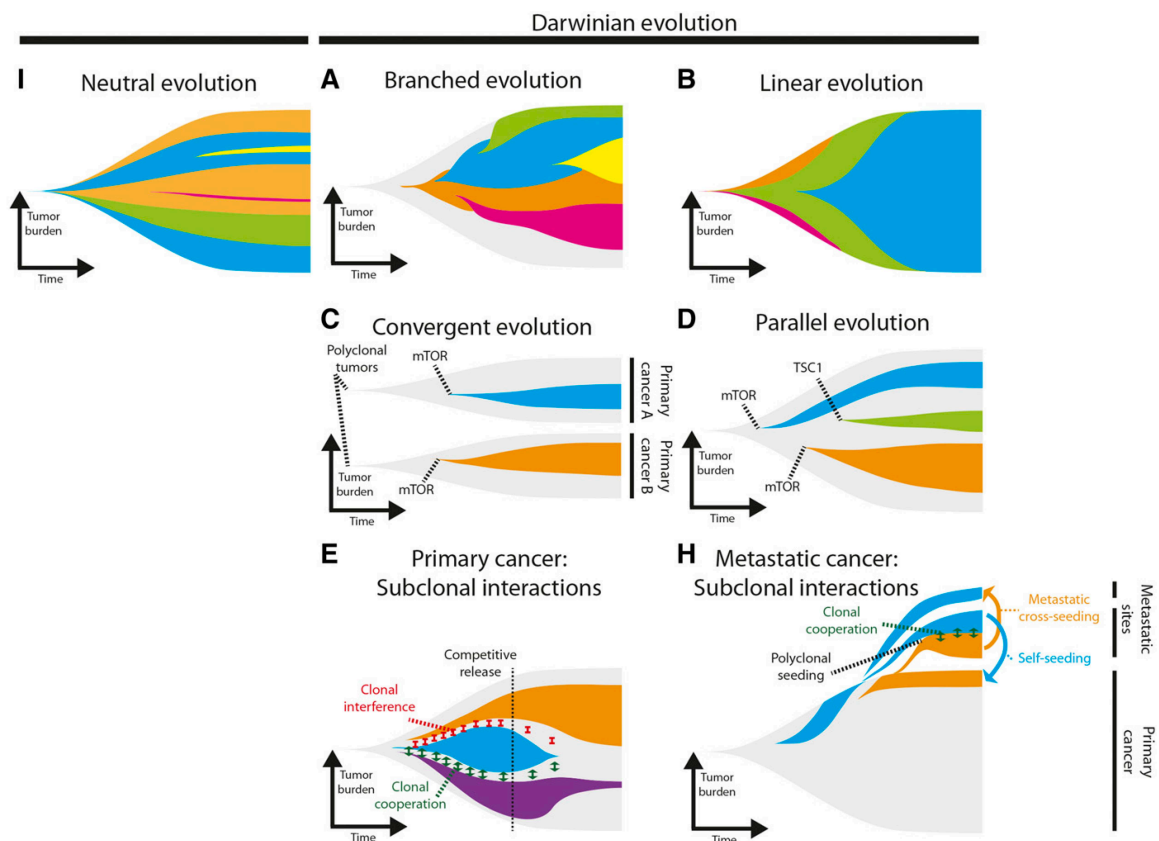 Darwinian evolution
I
Neutral evolution
Tumor
burden
Time
A
Branched evolution
Tumor
burden
Time
B
Linear evolution
Tumor
burden
Time
C
Convergent evolution
Polyclonal
tumors
mTOR
Primary
cancer A
mTOR
Primary
cancer B
Tumor
burden
Time
D
Parallel evolution
TSC1
mTOR
mTOR
Tumor
burden
Time
E
Primary cancer:
Subclonal interactions
Competitive
release
Clonal
interference
Clonal
cooperation
Tumor
burden
Time
H
Metastatic cancer:
Subclonal interactions
Clonal
cooperation
Polyclonal
seeding
Metastatic
cross-seeding
Self-seeding
Metastatic
sites
Primary
cancer
Tumor
burden
Time